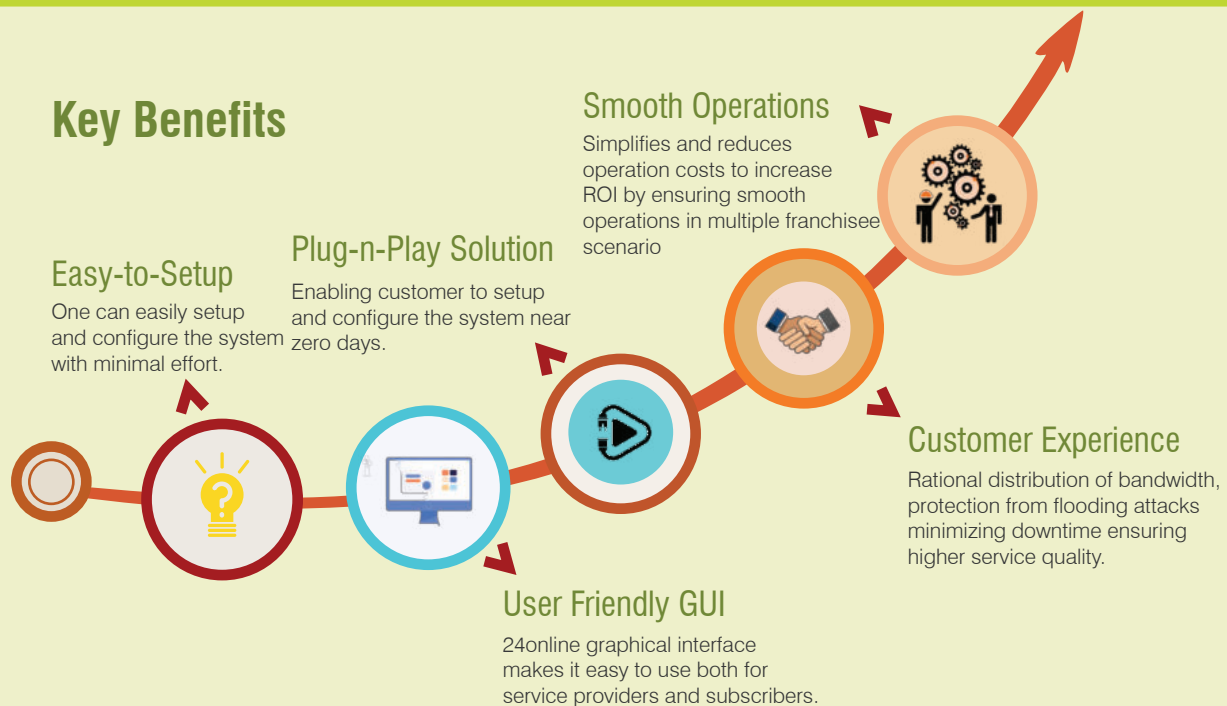 Key Benefits
Easy-to-Setup
One can easily setup
and configure the system
with minimal effort.
Plug-n-Play Solution
Enabling customer to setup
and configure the system near
zero days.
Smooth Operations
Simplifies and reduces
operation costs to increase
ROI by ensuring smooth
operations in multiple franchisee
scenario
Customer Experience
Rational distribution of bandwidth,
protection from flooding attacks
minimizing downtime ensuring
higher service quality.
User Friendly GUI
24online graphical interface
makes it easy to use both for
service providers and subscribers.